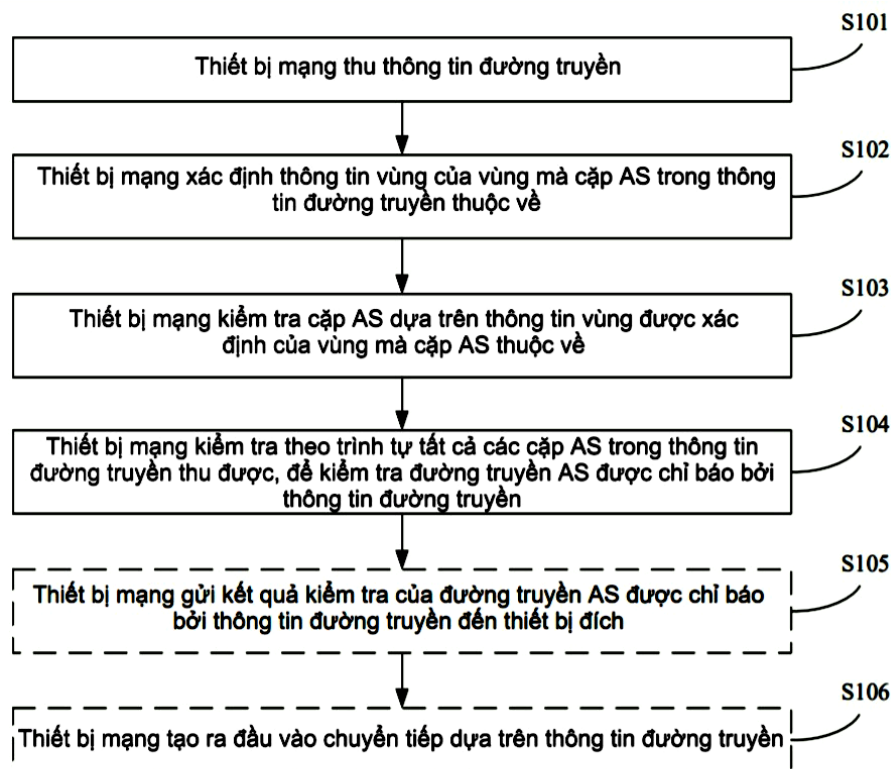 S101
Thiết bị mạng thu thông tin đường truyền
S102
Thiết bị mạng xác định thông tin vùng của vùng mà cặp AS trong thông
tin đường truyền thuộc về
S103
Thiết bị mạng kiểm tra cặp AS dựa trên thông tin vùng được xác
định của vùng mà cặp AS thuộc về
S104
Thiết bị mạng kiểm tra theo trình tự tất cả các cặp AS trong thông tin
đường truyền thu được, để kiểm tra đường truyền AS được chỉ báo bởi
thông tin đường truyền
S105
Thiết bị mạng gửi kết quả kiểm tra của đường truyền AS được chỉ báo
bởi thông tin đường truyền đến thiết bị đích
S106
Thiết bị mạng tạo ra đầu vào chuyển tiếp dựa trên thông tin đường truyền